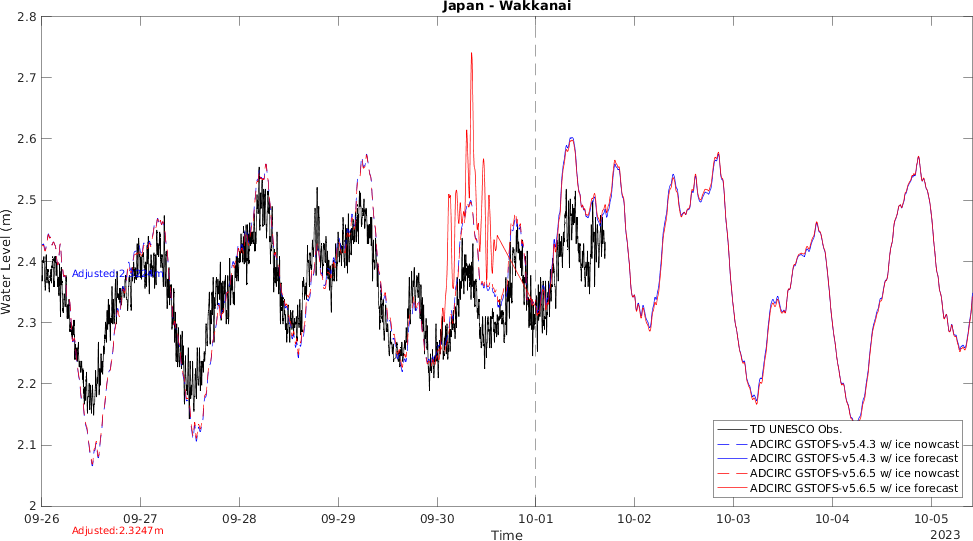 Japan - Wakkanai
2.8
2.7
2.6
2.5
2.4
2.3
2.2
2.1
2
Water Level (m)
09-26
09-27
09-28
09-29
09-30
10-01
10-02
10-03
10-04
10-05
2023
Time
TD UNESCO Obs.
ADCIRC GSTOFS-v5.4.3 w/ ice nowcast
ADCIRC GSTOFS-v5.4.3 w/ ice forecast
ADCIRC GSTOFS-v5.6.5 w/ ice nowcast
ADCIRC GSTOFS-v5.6.5 w/ ice forecast
Adjusted:2.3247m